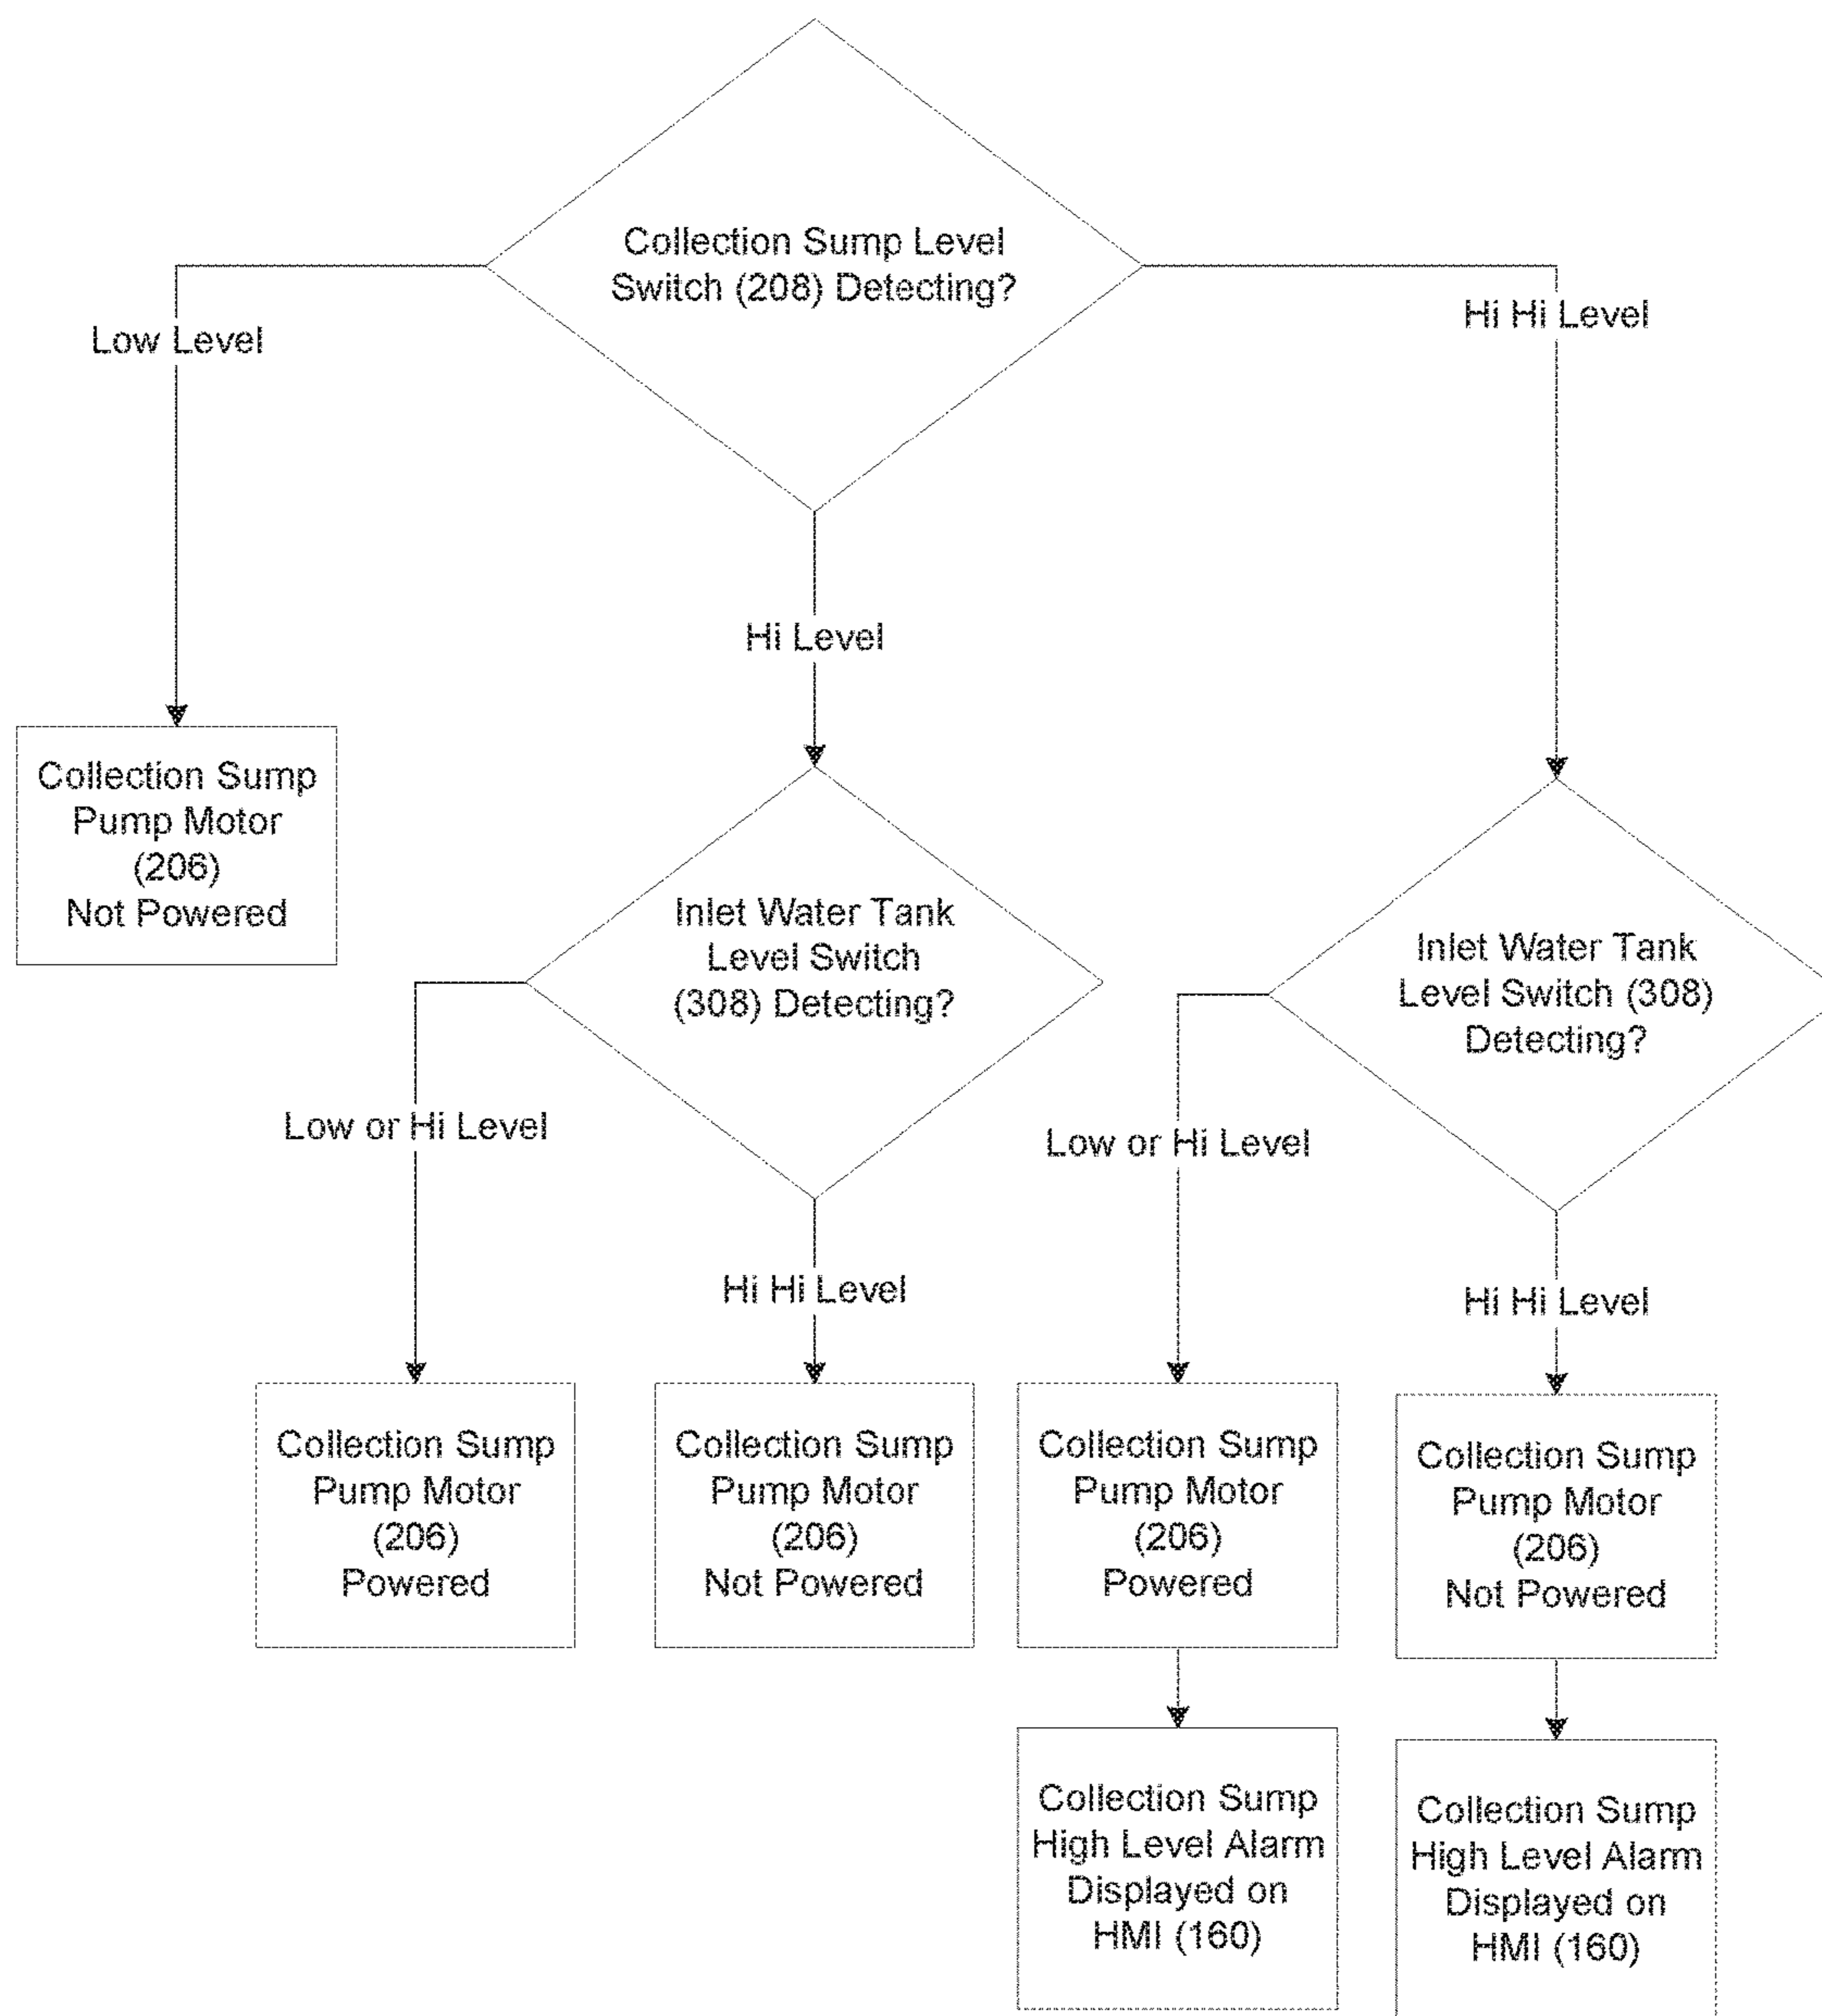 Collection Sump Level
Switch (208) Detecting?
Low Level
Hi Hi Level
Hi Level
Collection Sump
Pump Motor
(206)
Not Powered
Inlet Water Tank
Level Switch
(308) Detecting?
Inlet Water Tank
Level Switch (308)
Detecting?
Low or Hi Level
Hi Hi Level
Low or Hi Level
Hi Hi Level
Collection Sump
Pump Motor
(206)
Powered
Collection Sump
Pump Motor
(206)
Not Powered
Collection Sump
Pump Motor
(206)
Powered
Collection Sump
Pump Motor
(206)
Not Powered
Collection Sump
High Level Alarm
Displayed on
HMI (160)
Collection Sump
High Level Alarm
Displayed on
HMI (160)